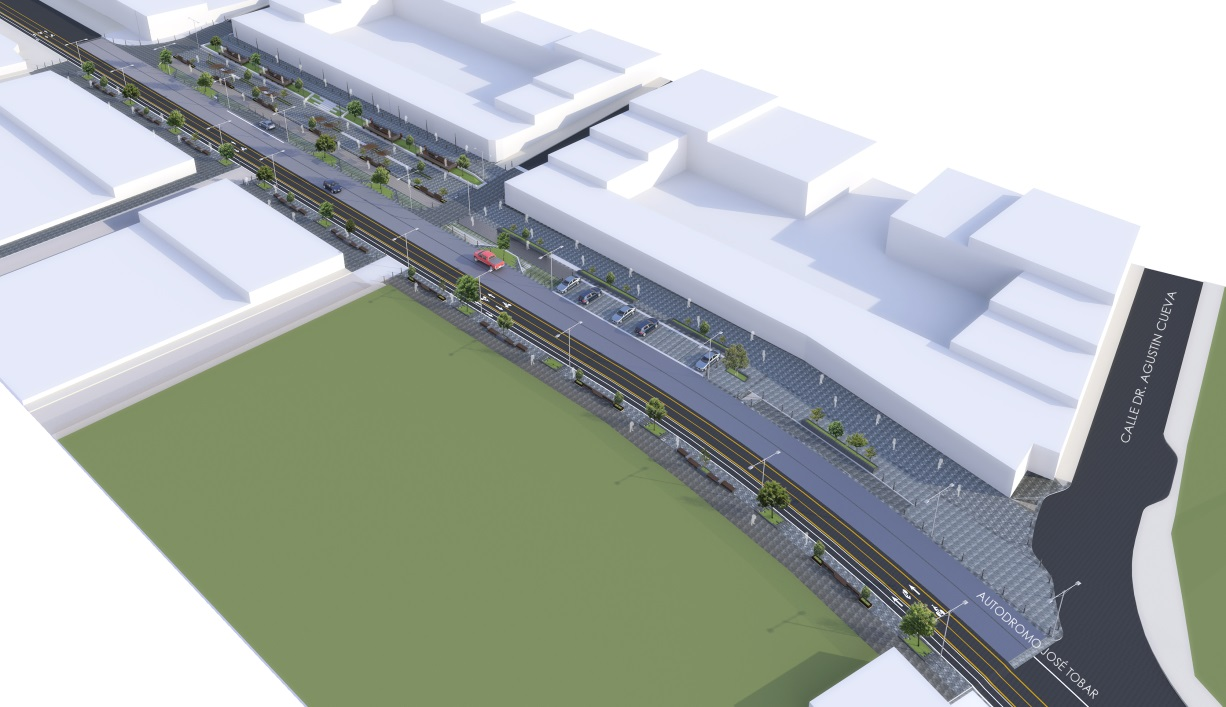 CALLE DR. AGUSTIN CUEVA
AUTODROMO JOSÉ TOBAR